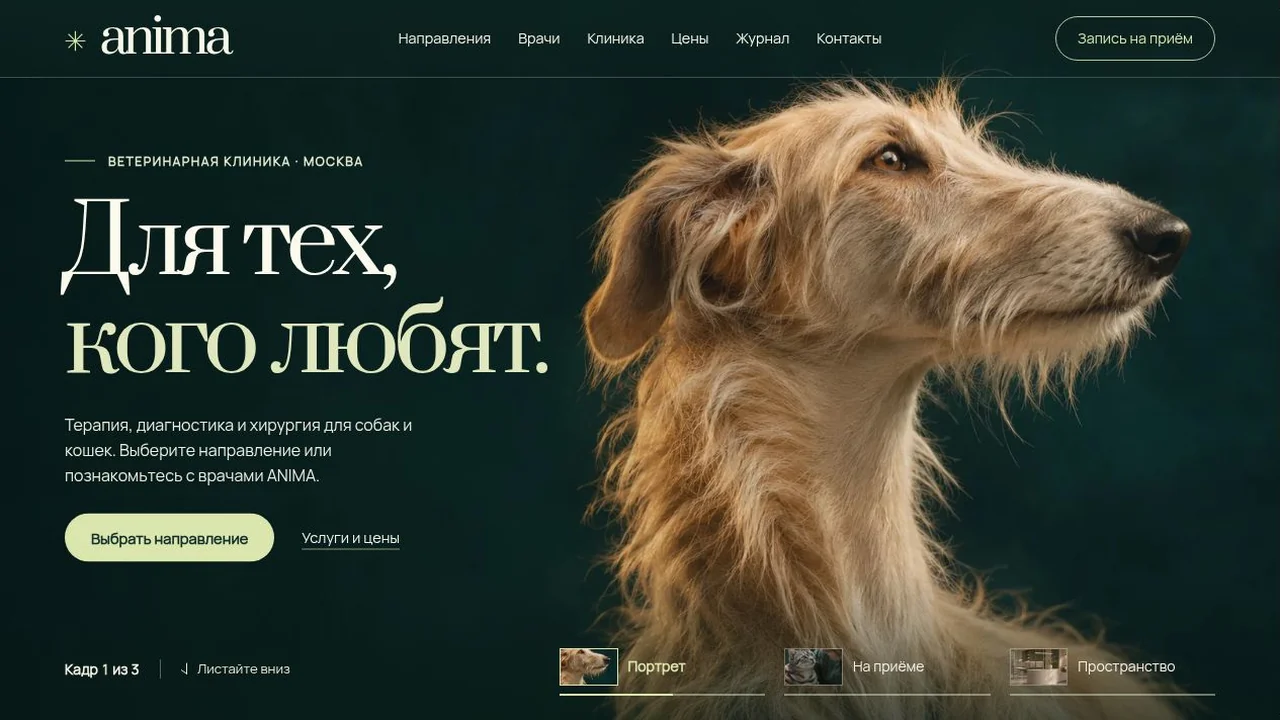 anima
Направления
Врачи
Клиника
Цены
Журнал
Контакты
Запись на приём
ВЕТЕРИНАРНАЯ КЛИНИКА · МОСКВА
Для тех,
кого любят.
Терапия, диагностика и хирургия для собак и
кошек. Выберите направление или
познакомьтесь с врачами ANIMA.
Выбрать направление
Услуги и цены
Кадр 1 из 3
Листайте вниз
Портрет
На приёме
Пространство